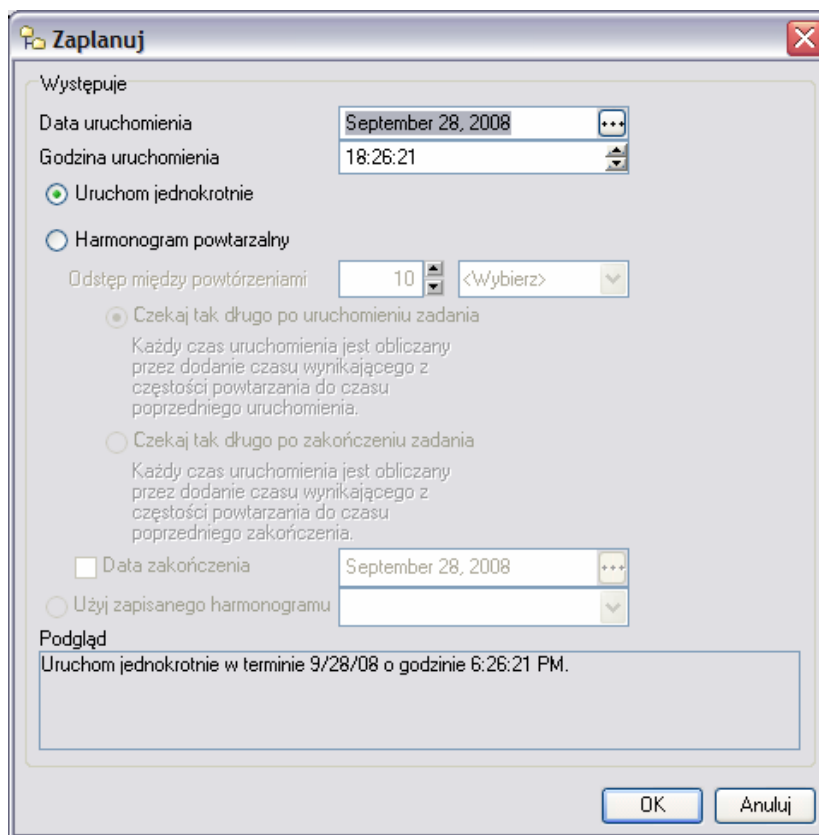 Zaplanuj
Występuje
Data uruchomienia September 28, 2008
Godzina uruchomienia 18:26:21
Uruchom jednokrotnie
Harmonogram powtarzalny
Odstęp między powtórzeniami 10 <Wybierz>
Czekaj tak długo po uruchomieniu zadania
Każdy czas uruchomienia jest obliczany
przez dodanie czasu wynikającego z
częstości powtarzania do czasu
poprzedniego uruchomienia.
Czekaj tak długo po zakończeniu zadania
Każdy czas uruchomienia jest obliczany
przez dodanie czasu wynikającego z
częstości powtarzania do czasu
poprzedniego zakończenia.
Data zakończenia September 28, 2008
Użyj zapisanego harmonogramu
Podgląd
Uruchom jednokrotnie w terminie 9/28/08 o godzinie 6:26:21 PM.
OK Anuluj